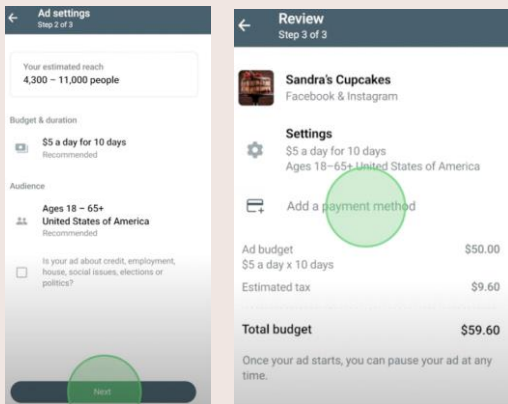 Ad settings
Step 2 of 3
Your estimated reach
4,300 – 11,000 people
Budget & duration
$5 a day for 10 days
Recommended
Audience
Ages 18 – 65+
United States of America
Recommended
Is your ad about credit, employment,
house, social issues, elections or
politics?
Next
Review
Step 3 of 3
Sandra's Cupcakes
Facebook & Instagram
Settings
$5 a day for 10 days
Ages 18–65+ United States of America
Add a payment method
Ad budget $50.00
$5 a day x 10 days
Estimated tax $9.60
Total budget $59.60
Once your ad starts, you can pause your ad at any
time.